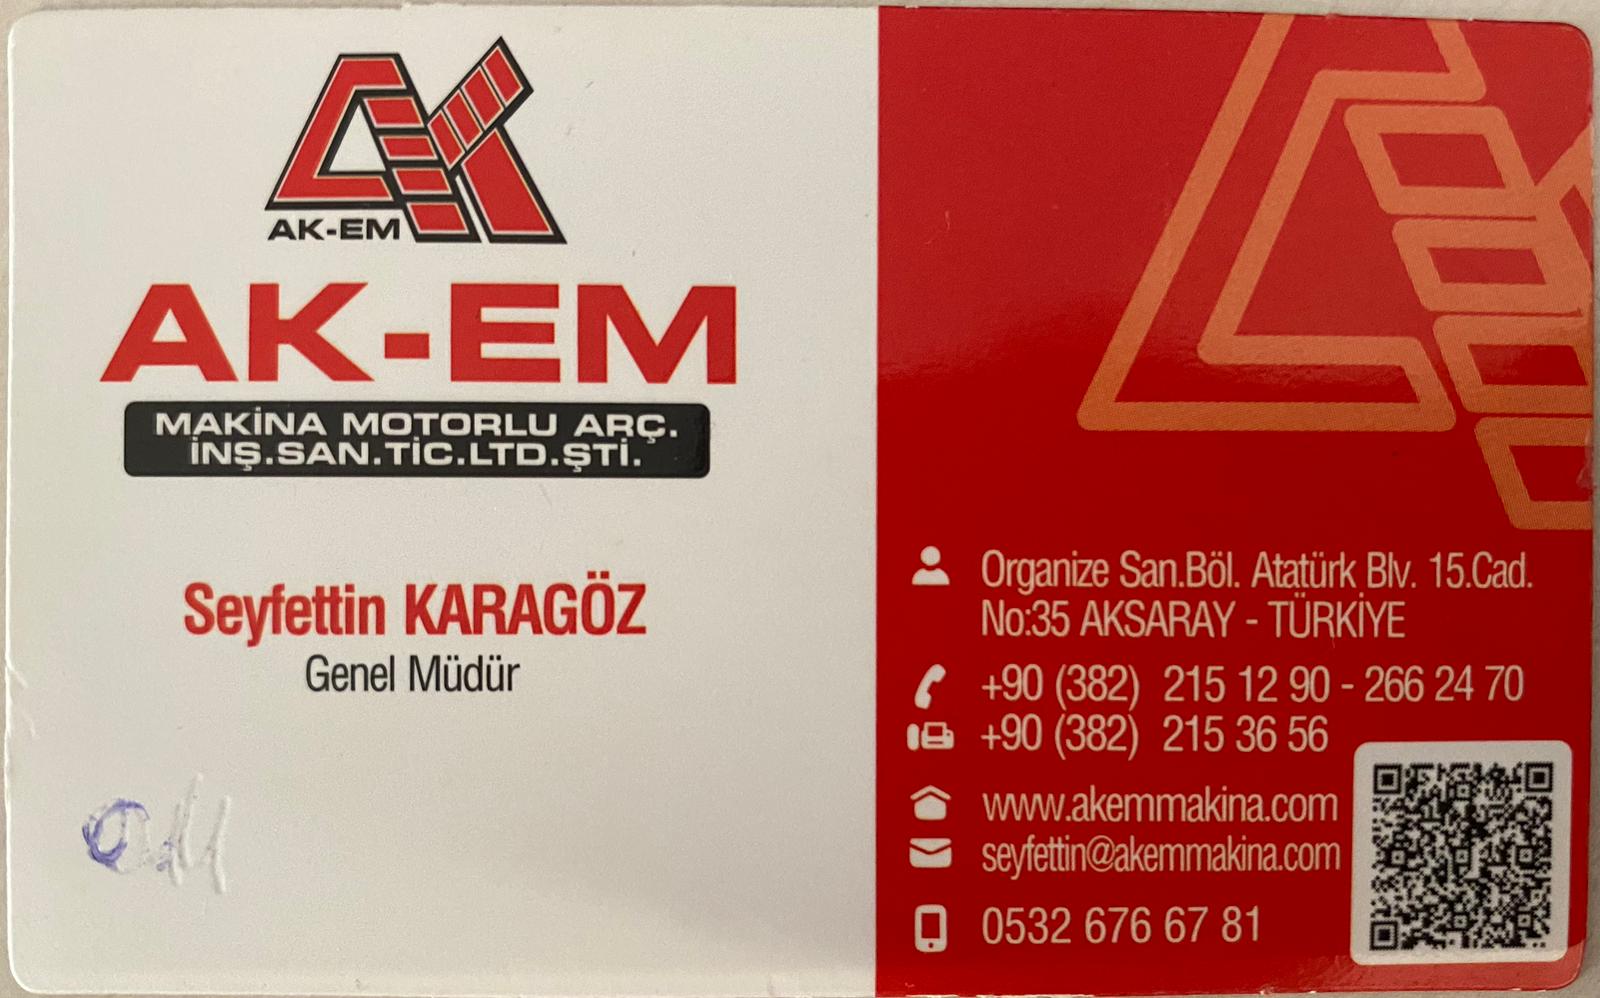 AK-EM
AK-EM
MAKİNA MOTORLU ARÇ.
İNŞ.SAN.TİC.LTD.ŞTİ.
Seyfettin KARAGÖZ
Genel Müdür
Organize San.Böl. Atatürk Blv. 15.Cad.
No:35 AKSARAY - TÜRKİYE
+90 (382) 215 12 90 - 266 24 70
+90 (382) 215 36 56
www.akemmakina.com
seyfettin@akemmakina.com
0532 676 67 81